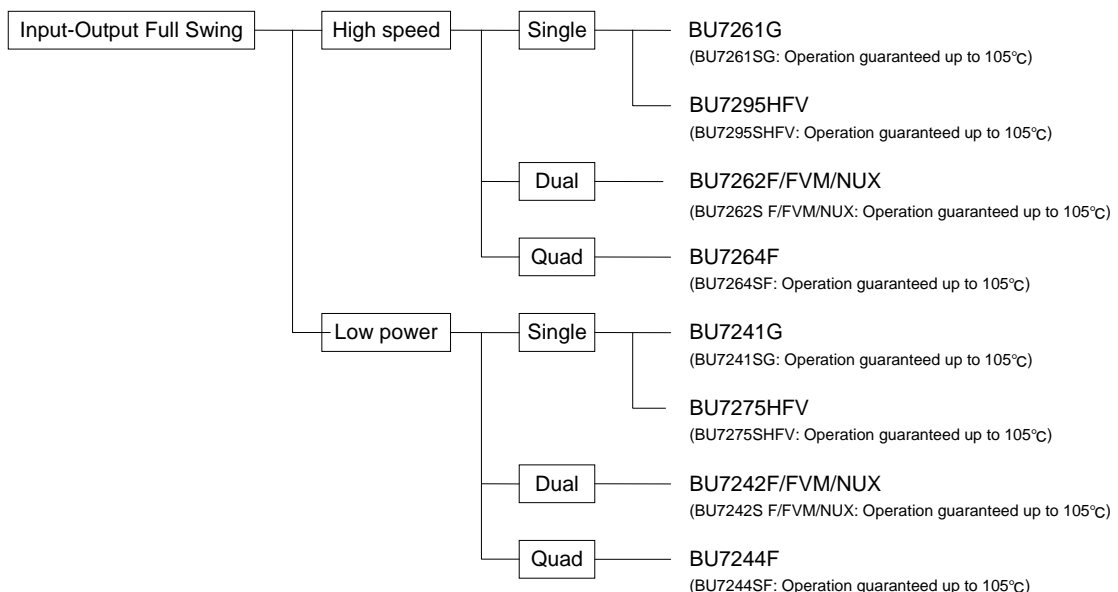 Input-Output Full Swing
High speed
Single
BU7261G
(BU7261SG: Operation guaranteed up to 105℃)
BU7295HFV
(BU7295SHFV: Operation guaranteed up to 105℃)
Dual
BU7262F/FVM/NUX
(BU7262S F/FVM/NUX: Operation guaranteed up to 105℃)
Quad
BU7264F
(BU7264SF: Operation guaranteed up to 105℃)
Low power
Single
BU7241G
(BU7241SG: Operation guaranteed up to 105℃)
BU7275HFV
(BU7275SHFV: Operation guaranteed up to 105℃)
Dual
BU7242F/FVM/NUX
(BU7242S F/FVM/NUX: Operation guaranteed up to 105℃)
Quad
BU7244F
(BU7244SF: Operation guaranteed up to 105℃)